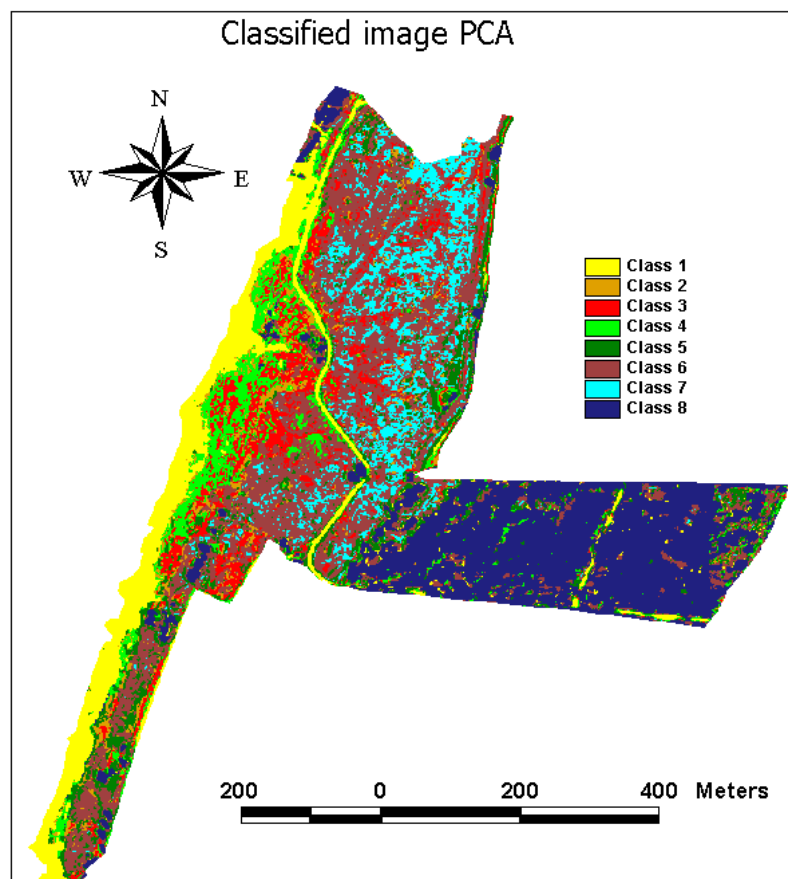 Classified image PCA
N
W E
S
Class 1
Class 2
Class 3
Class 4
Class 5
Class 6
Class 7
Class 8
200 0 200 400 Meters